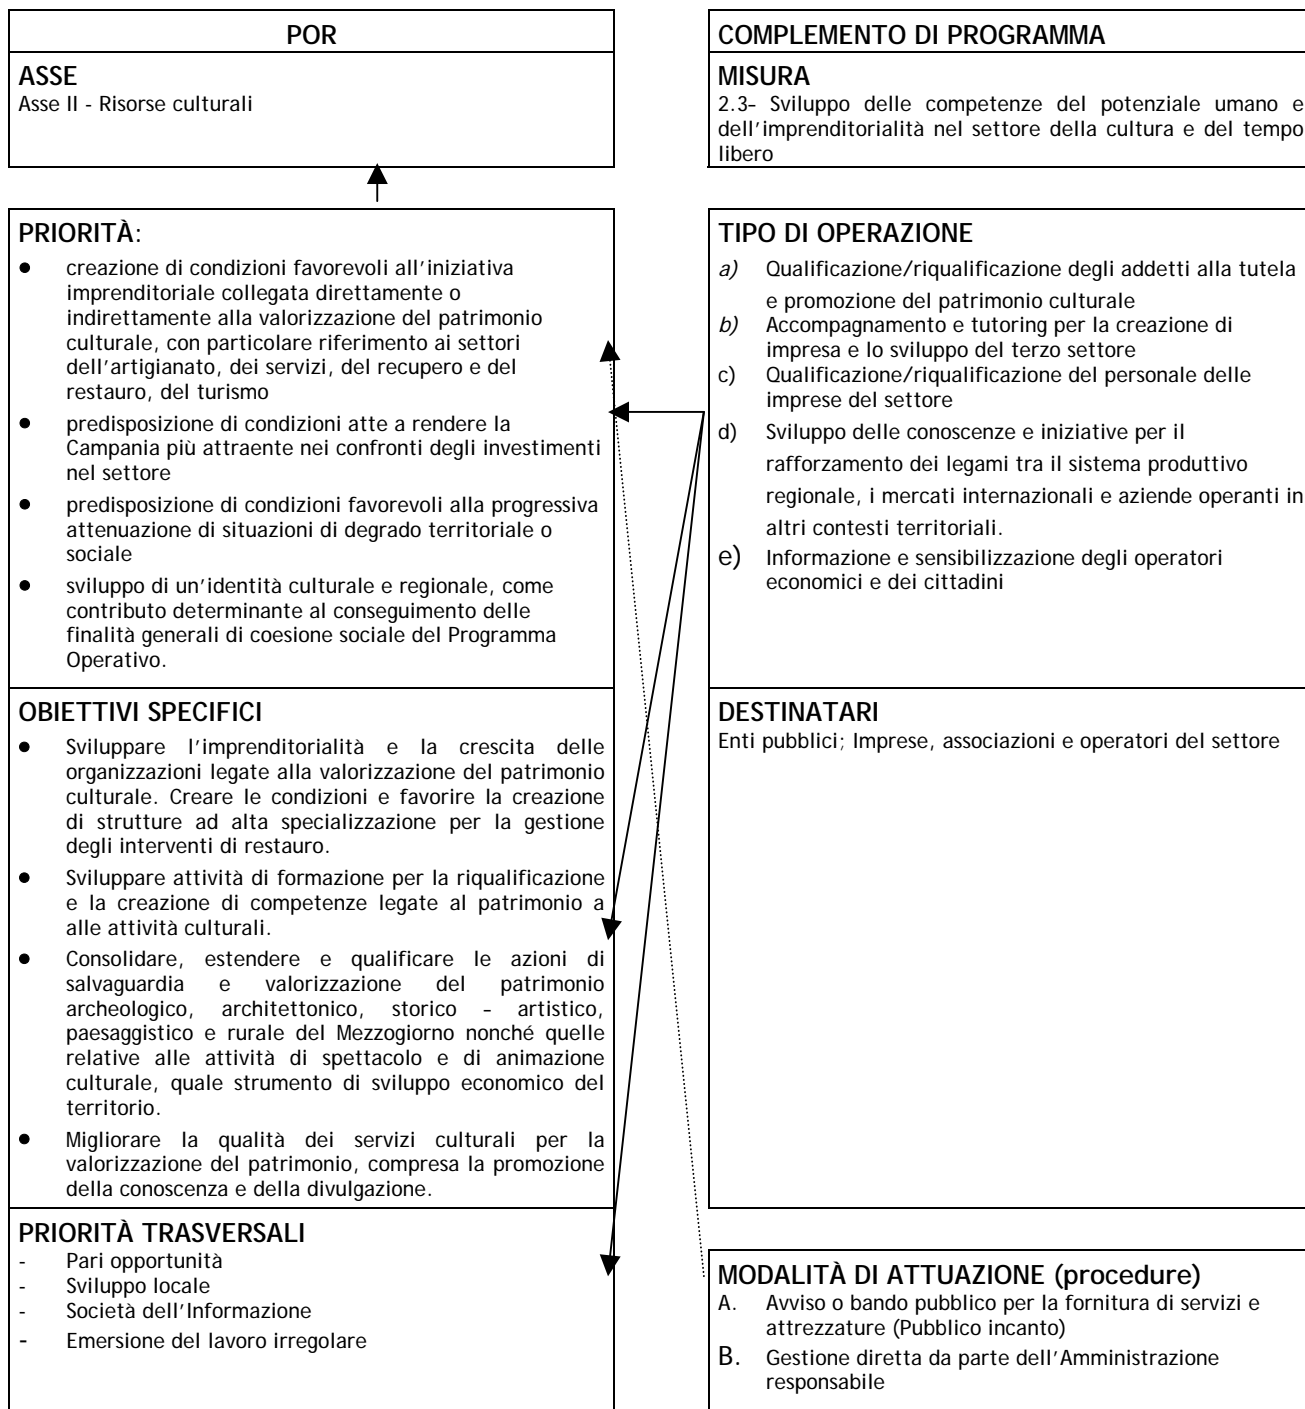 POR
ASSE
Asse II - Risorse culturali
PRIORITÀ:
● creazione di condizioni favorevoli all'iniziativa
imprenditoriale collegata direttamente o
indirettamente alla valorizzazione del patrimonio
culturale, con particolare riferimento ai settori
dell'artigianato, dei servizi, del recupero e del
restauro, del turismo
● predisposizione di condizioni atte a rendere la
Campania più attraente nei confronti degli investimenti
nel settore
● predisposizione di condizioni favorevoli alla progressiva
attenuazione di situazioni di degrado territoriale o
sociale
● sviluppo di un'identità culturale e regionale, come
contributo determinante al conseguimento delle
finalità generali di coesione sociale del Programma
Operativo.
OBIETTIVI SPECIFICI
● Sviluppare l'imprenditorialità e la crescita delle
organizzazioni legate alla valorizzazione del patrimonio
culturale. Creare le condizioni e favorire la creazione
di strutture ad alta specializzazione per la gestione
degli interventi di restauro.
● Sviluppare attività di formazione per la riqualificazione
e la creazione di competenze legate al patrimonio a
alle attività culturali.
● Consolidare, estendere e qualificare le azioni di
salvaguardia e valorizzazione del patrimonio
archeologico, architettonico, storico - artistico,
paesaggistico e rurale del Mezzogiorno nonché quelle
relative alle attività di spettacolo e di animazione
culturale, quale strumento di sviluppo economico del
territorio.
● Migliorare la qualità dei servizi culturali per la
valorizzazione del patrimonio, compresa la promozione
della conoscenza e della divulgazione.
PRIORITÀ TRASVERSALI
- Pari opportunità
- Sviluppo locale
- Società dell'Informazione
- Emersione del lavoro irregolare
COMPLEMENTO DI PROGRAMMA
MISURA
2.3- Sviluppo delle competenze del potenziale umano e
dell'imprenditorialità nel settore della cultura e del tempo
libero
TIPO DI OPERAZIONE
a) Qualificazione/riqualificazione degli addetti alla tutela
e promozione del patrimonio culturale
b) Accompagnamento e tutoring per la creazione di
impresa e lo sviluppo del terzo settore
c) Qualificazione/riqualificazione del personale delle
imprese del settore
d) Sviluppo delle conoscenze e iniziative per il
rafforzamento dei legami tra il sistema produttivo
regionale, i mercati internazionali e aziende operanti in
altri contesti territoriali.
e) Informazione e sensibilizzazione degli operatori
economici e dei cittadini
DESTINATARI
Enti pubblici; Imprese, associazioni e operatori del settore
MODALITÀ DI ATTUAZIONE (procedure)
A. Avviso o bando pubblico per la fornitura di servizi e
attrezzature (Pubblico incanto)
B. Gestione diretta da parte dell'Amministrazione
responsabile